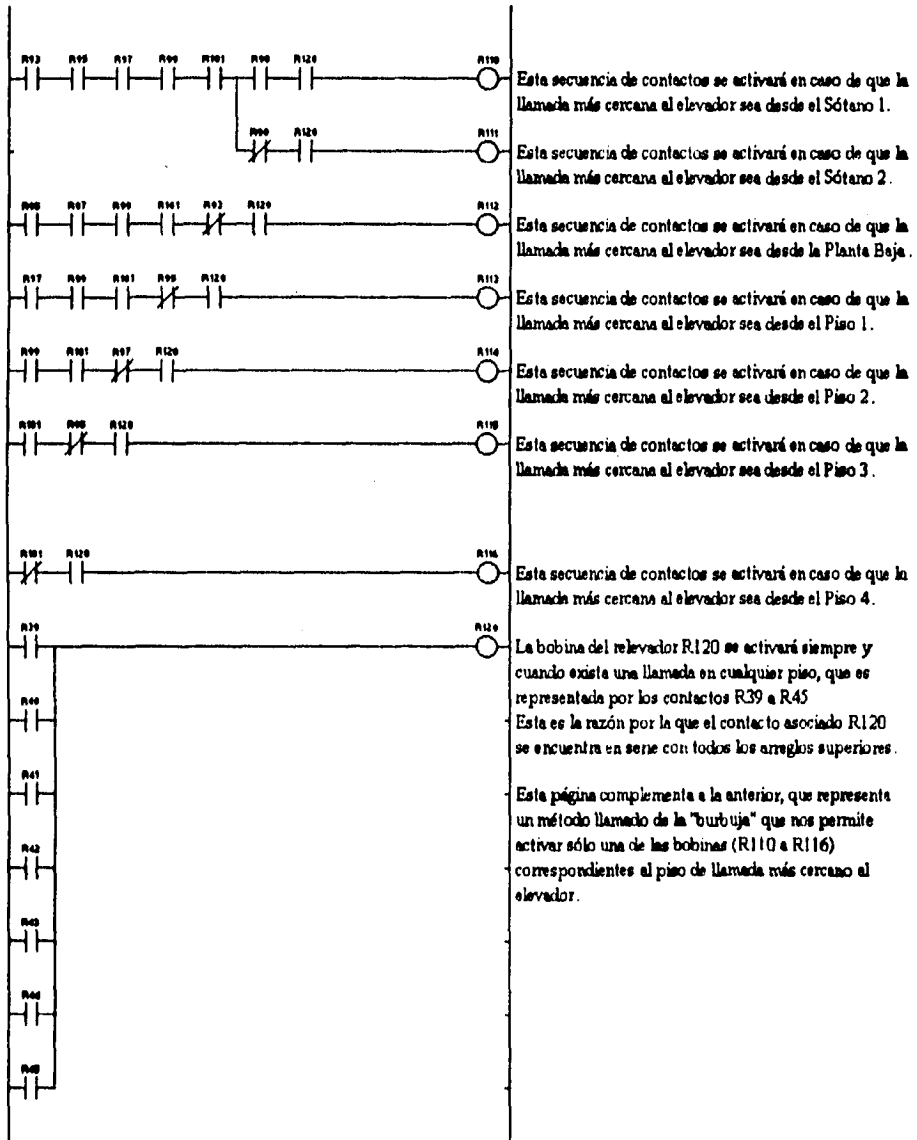 R93 R95 R97 R99 R101 R90 R120 R110
Esta secuencia de contactos se activará en caso de que la
llamada más cercana al elevador sea desde el Sótano 1.
R90 R120 R111
Esta secuencia de contactos se activará en caso de que la
llamada más cercana al elevador sea desde el Sótano 2.
R95 R97 R99 R101 R93 R120 R112
Esta secuencia de contactos se activará en caso de que la
llamada más cercana al elevador sea desde la Planta Baja.
R97 R99 R101 R95 R120 R113
Esta secuencia de contactos se activará en caso de que la
llamada más cercana al elevador sea desde el Piso 1.
R99 R101 R97 R120 R114
Esta secuencia de contactos se activará en caso de que la
llamada más cercana al elevador sea desde el Piso 2.
R101 R120 R115
Esta secuencia de contactos se activará en caso de que la
llamada más cercana al elevador sea desde el Piso 3.
R101 R120 R116
Esta secuencia de contactos se activará en caso de que la
llamada más cercana al elevador sea desde el Piso 4.
R39 R120
La bobina del relevador R120 se activará siempre y
cuando exista una llamada en cualquier piso, que es
representada por los contactos R39 a R45
R40
Esta es la razón por la que el contacto asociado R120
se encuentra en serie con todos los arreglos superiores.
R41
Esta página complementa a la anterior, que representa
un método llamado de la "burbuja" que nos permite
R42
activar sólo una de las bobinas (R110 a R116)
correspondientes al piso de llamada más cercano al
elevador.
R43
R44
R45